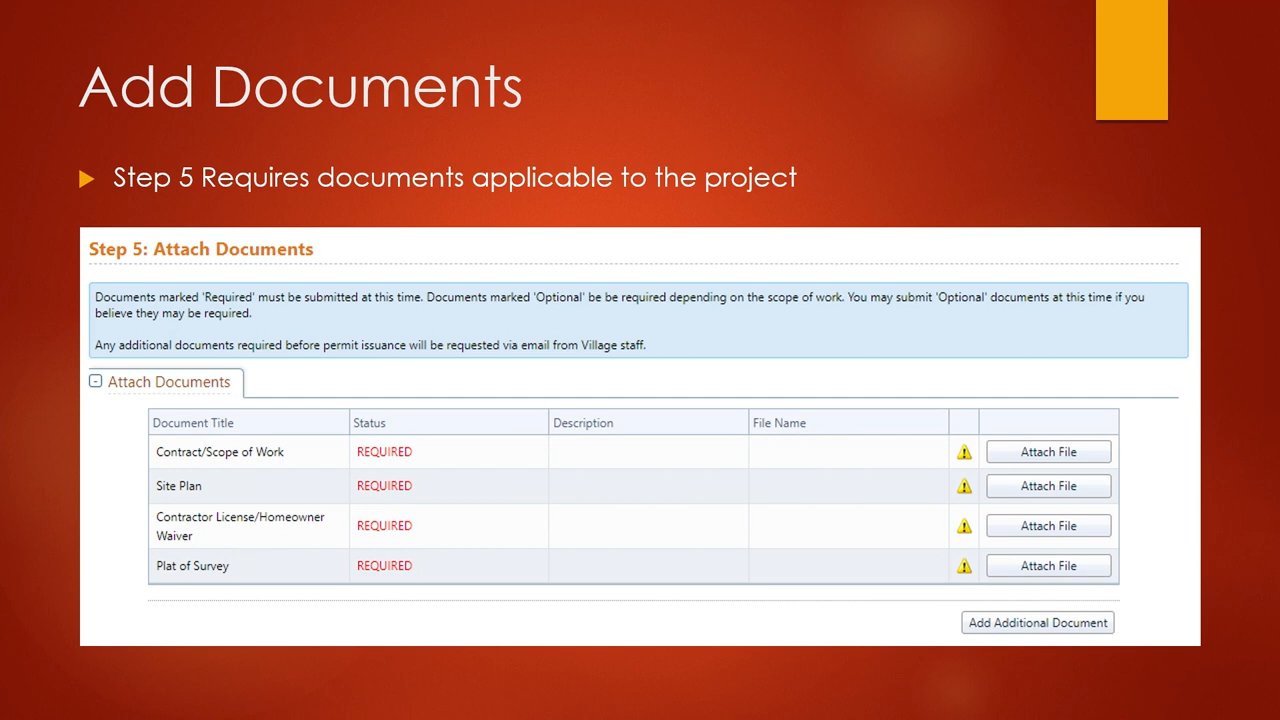 Add Documents
Step 5 Requires documents applicable to the project
Step 5: Attach Documents
Documents marked 'Required' must be submitted at this time. Documents marked 'Optional' be be required depending on the scope of work. You may submit 'Optional' documents at this time if you
believe they may be required.
Any additional documents required before permit issuance will be requested via email from Village staff.
Attach Documents
Document Title Status Description File Name
Contract/Scope of Work REQUIRED Attach File
Site Plan REQUIRED Attach File
Contractor License/Homeowner
Waiver REQUIRED Attach File
Plat of Survey REQUIRED Attach File
Add Additional Document